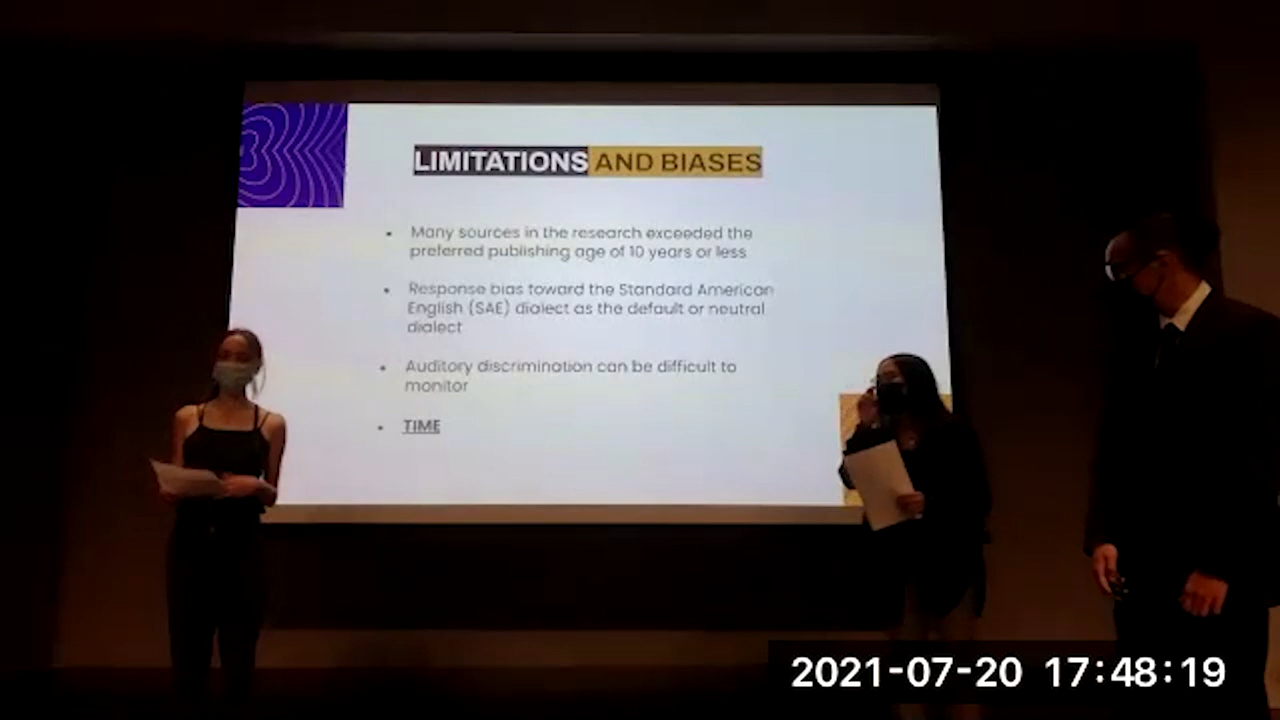 LIMITATIONS AND BIASES
Many sources in the research exceeded the
preferred publishing age of 10 years or less
Response bias toward the Standard American
English (SAE) dialect as the default or neutral
dialect
Auditory discrimination can be difficult to
monitor
TIME
2021-07-20 17:48:19